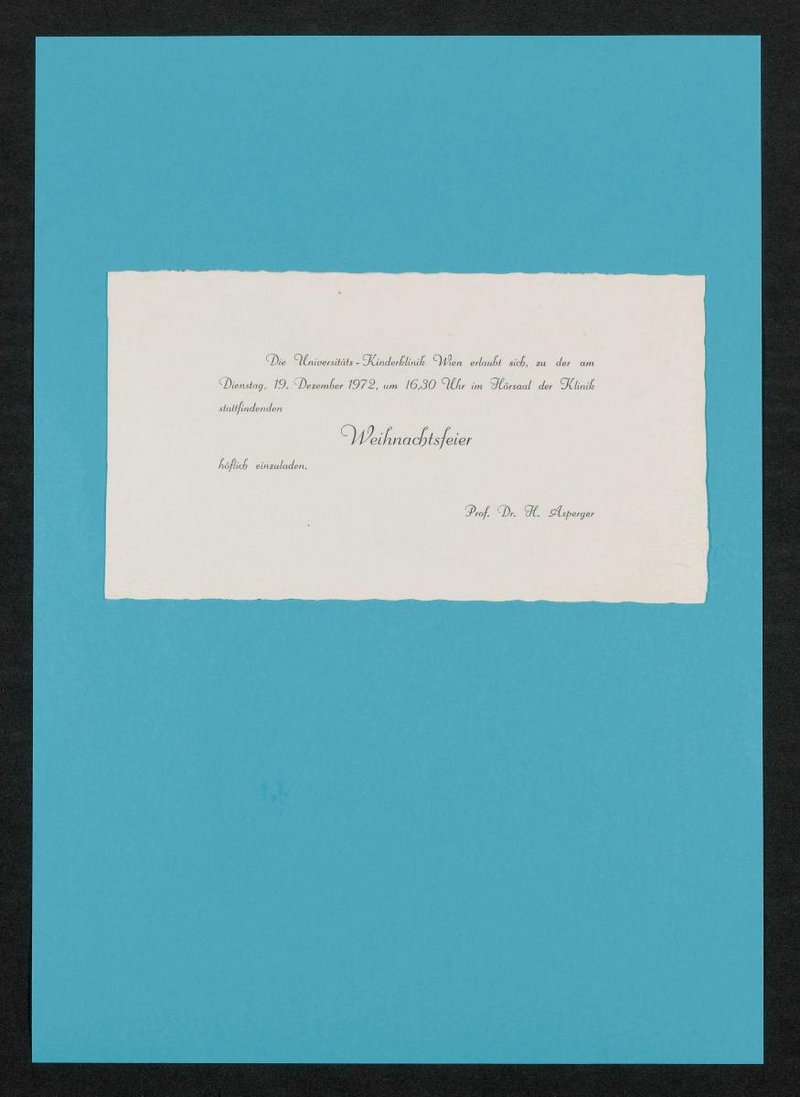 Die Universitäts-Kinderklinik Wien erlaubt sich, zu der am
Dienstag, 19. Dezember 1972, um 16,30 Uhr im Hörsaal der Klinik
stattfindenden
Weihnachtsfeier
höflich einzuladen.
Prof. Dr. H. Asperger